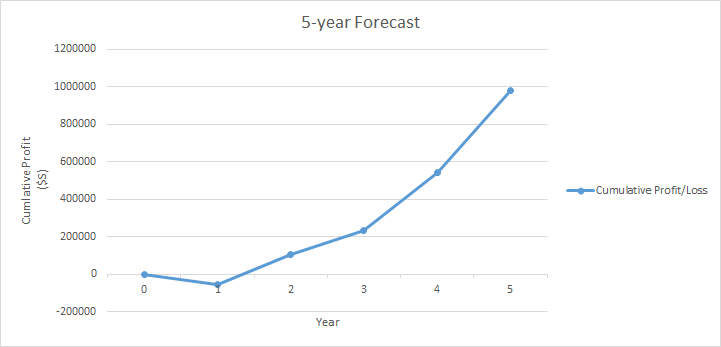 5-year Forecast
1200000
1000000
800000
600000
400000
200000
0
-200000
Cumlative Profit
($S)
0 1 2 3 4 5
Year
Cumulative Profit/Loss